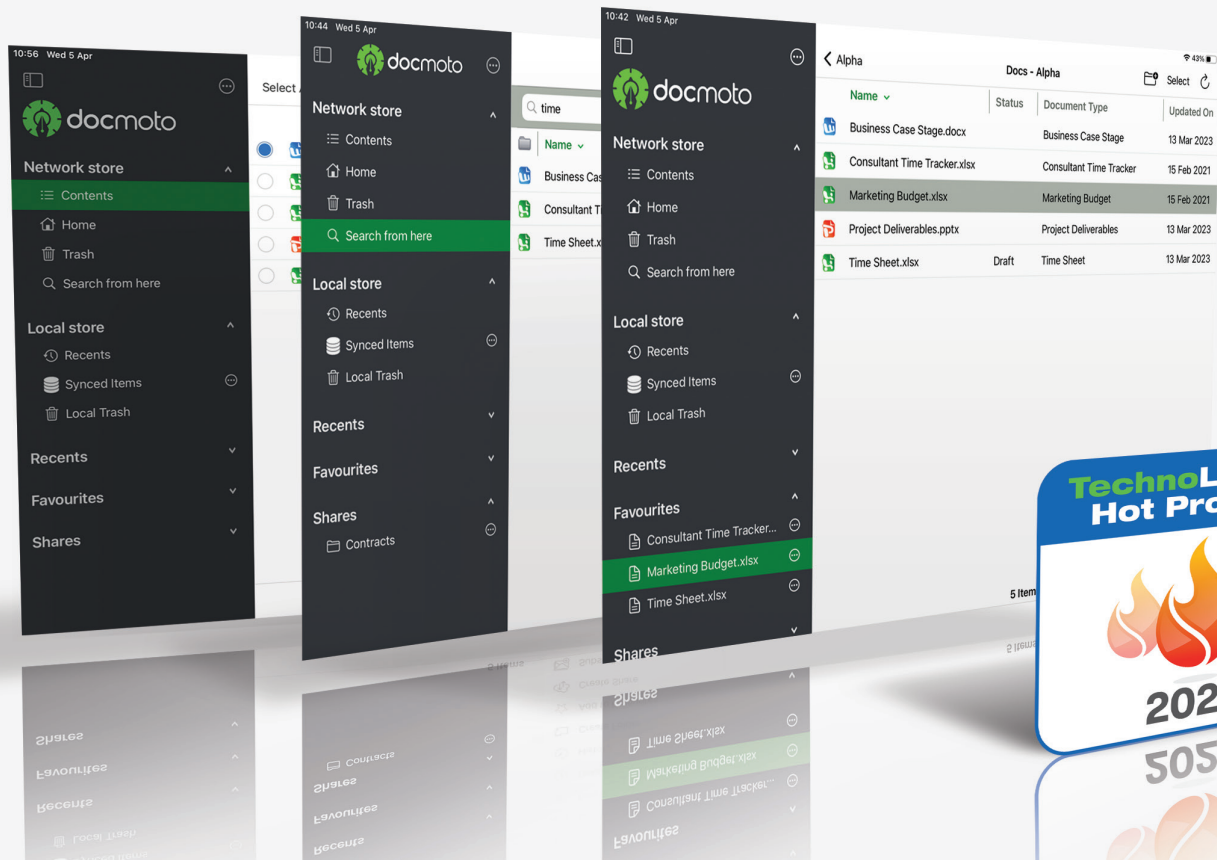 10:56 Wed 5 Apr
docmoto
Network store
Contents
Home
Trash
Search from here
Local store
Recents
Synced Items
Local Trash
Recents
Favourites
Shares
Select
10:44 Wed 5 Apr
docmoto
Network store
Contents
Home
Trash
Search from here
Local store
Recents
Synced Items
Local Trash
Recents
Favourites
Shares
Contracts
time
Name
Business Cas
Consultant T
Time Sheet.x
10:42 Wed 5 Apr
docmoto
Network store
Contents
Home
Trash
Search from here
Local store
Recents
Synced Items
Local Trash
Recents
Favourites
Consultant Time Tracker...
Marketing Budget.xlsx
Time Sheet.xlsx
Shares
43%
Alpha
Docs - Alpha
Select
Name Status Document Type Updated On
Business Case Stage.docx Business Case Stage 13 Mar 2023
Consultant Time Tracker.xlsx Consultant Time Tracker 15 Feb 2021
Marketing Budget.xlsx Marketing Budget 15 Feb 2021
Project Deliverables.pptx Project Deliverables 13 Mar 2023
Time Sheet.xlsx Draft Time Sheet 13 Mar 2023
5 Item
TechnoL
Hot Pro
202